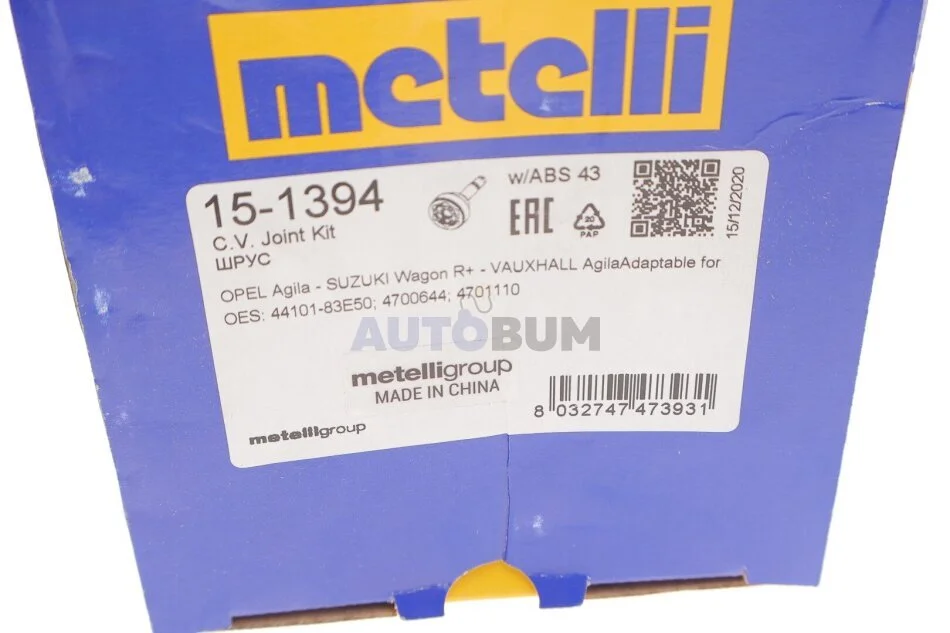 metelli
15-1394
C.V. Joint Kit
ШРУС
w/ABS 43
EAC
20
PAP
15/12/2020
OPEL Agila - SUZUKI Wagon R+ - VAUXHALL AgilaAdaptable for
OES: 44101-83E50; 4700644; 4701110
AUTOBUM
metelligroup
MADE IN CHINA
8 032747 473931
metelligroup